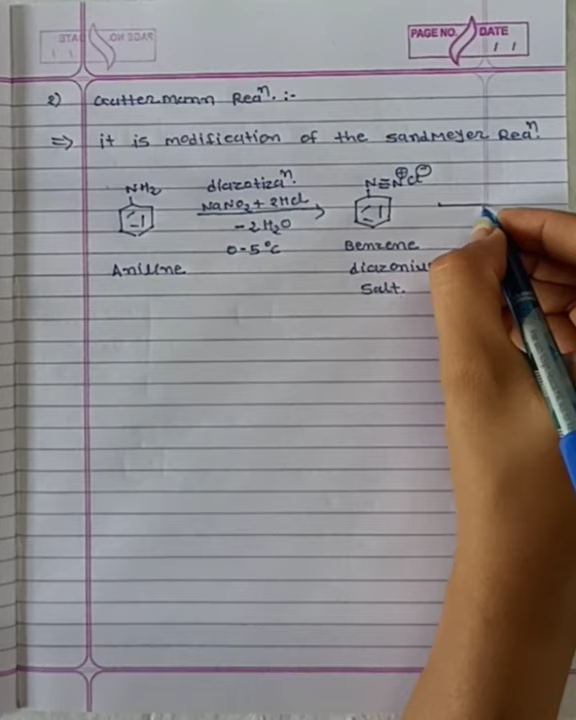 PAGE NO. DATE
/ /
2) Gattermann Reaⁿ. :-
⇒ it is modification of the sandmeyer Reaⁿ.
NH₂ diazotizaⁿ. N≡N⊕Cl⊖
NaNO₂ + 2HCl
- 2H₂O
0-5°C Benzene
Aniline diazonium
Salt.